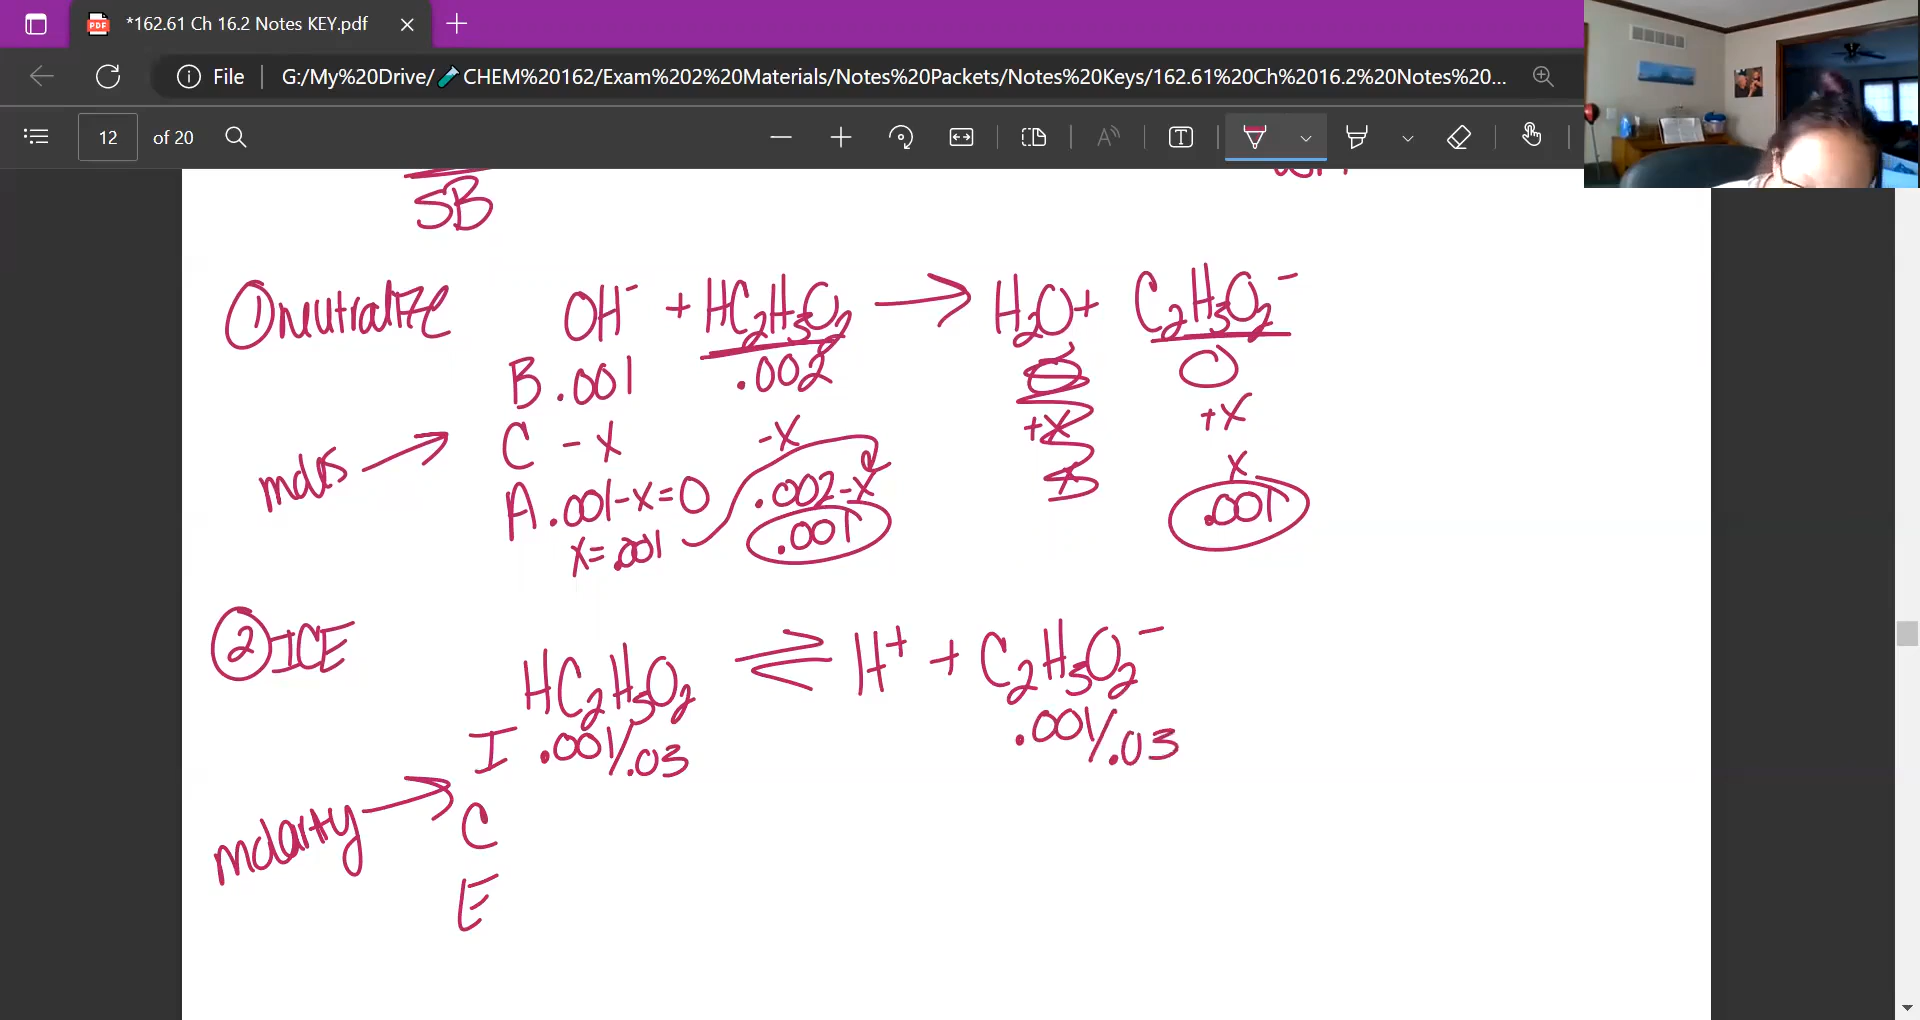 *162.61 Ch 16.2 Notes KEY.pdf
File G:/My%20Drive/🧪CHEM%20162/Exam%202%20Materials/Notes%20Packets/Notes%20Keys/162.61%20Ch%2016.2%20Notes%20...
12 of 20
SB
① neutralize OH⁻ + HC₂H₃O₂ → H₂O + C₂H₃O₂⁻
B .001 .002 0 0
C -x -x +x +x
moles → A .001-x=0 .002-x x x
x=.001 .001 .001
② ICE HC₂H₃O₂ ⇌ H⁺ + C₂H₃O₂⁻
I .001/.03 .001/.03
molarity → C
E